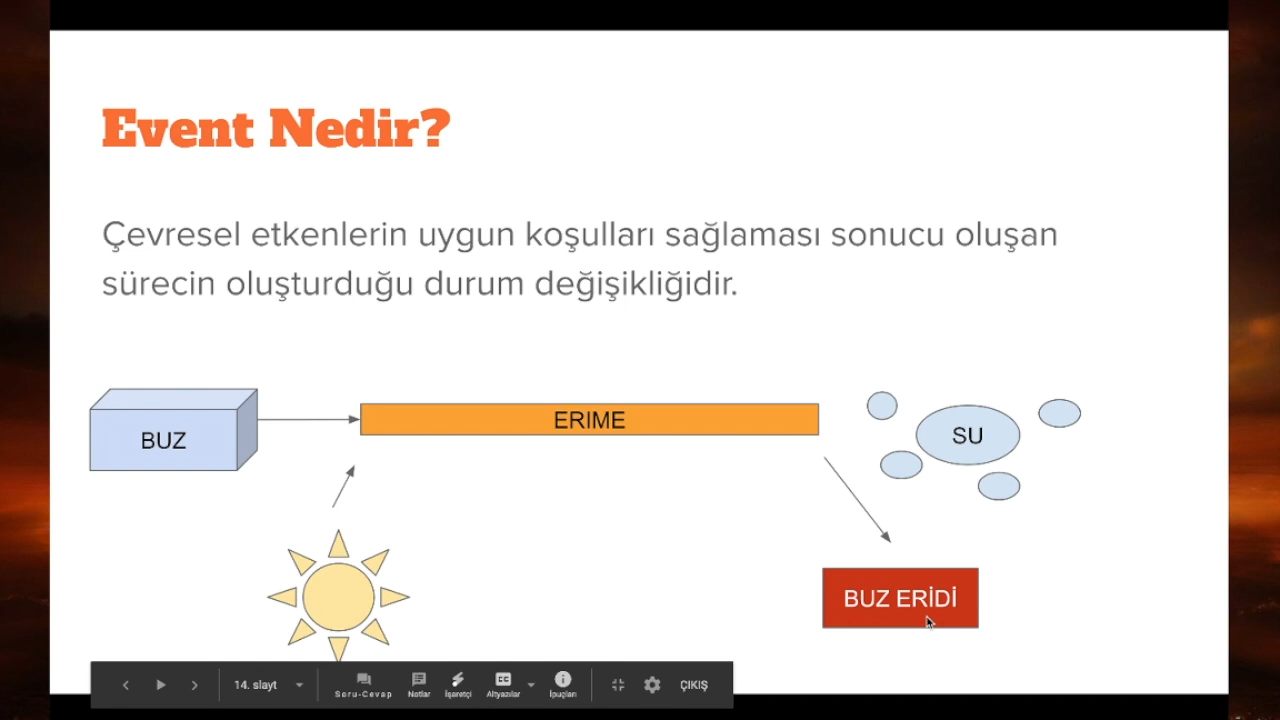 Event Nedir?
Çevresel etkenlerin uygun koşulları sağlaması sonucu oluşan
sürecin oluşturduğu durum değişikliğidir.
BUZ
ERIME
SU
BUZ ERİDİ
14. slayt
Soru-Cevap
Notlar
İşaretçi
Altyazılar
İpuçları
ÇIKIŞ